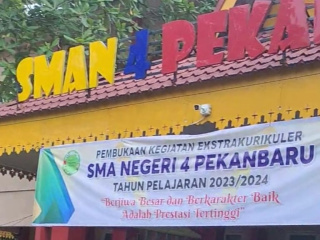 SMAN 4 PEKA
PEMBUKAAN KEGIATAN EKSTRAKURIKULER
SMA NEGERI 4 PEKANBARU
TAHUN PELAJARAN 2023/2024
"Berjiwa Besar dan Berkarakter Baik
Adalah Prestasi Tertinggi"